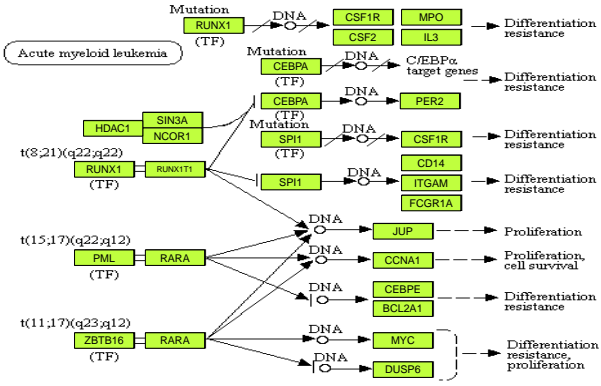 Mutation
RUNX1
(TF)
DNA
CSF1R
MPO
CSF2
IL3
Differentiation
resistance
Acute myeloid leukemia
Mutation
CEBPA
(TF)
DNA
C/EBPα
target genes
Differentiation
resistance
CEBPA
(TF)
DNA
PER2
HDAC1
SIN3A
NCOR1
Mutation
SPI1
(TF)
DNA
CSF1R
Differentiation
resistance
t(8;21)(q22;q22)
RUNX1
(TF)
RUNX1T1
SPI1
DNA
CD14
ITGAM
FCGR1A
Differentiation
resistance
DNA
JUP
Proliferation
t(15;17)(q22;q12)
PML
(TF)
RARA
DNA
CCNA1
Proliferation,
cell survival
DNA
CEBPE
BCL2A1
Differentiation
resistance
t(11;17)(q23;q12)
ZBTB16
(TF)
RARA
DNA
MYC
DNA
DUSP6
Differentiation
resistance, proliferation